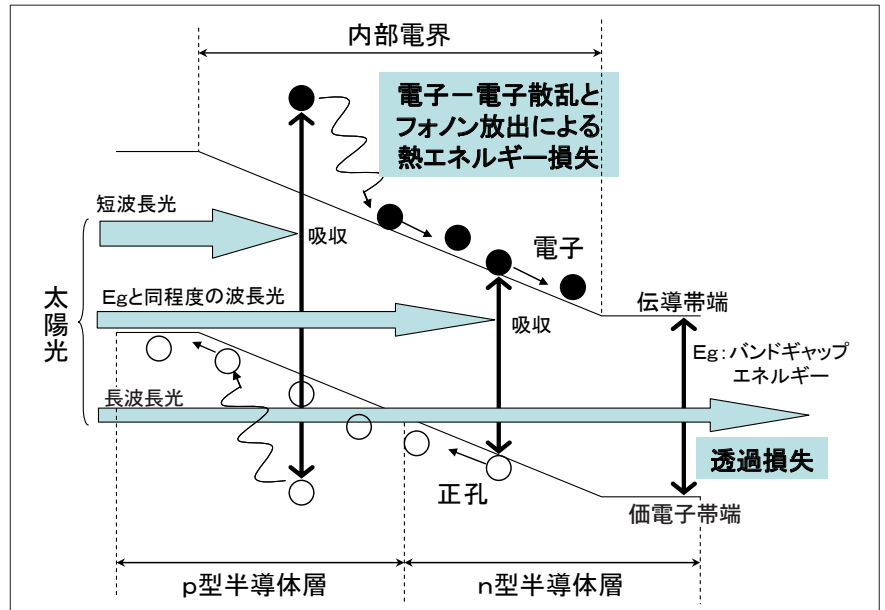 内部電界
電子－電子散乱と
フォノン放出による
熱エネルギー損失
短波長光
吸収
電子
太陽光
Egと同程度の波長光
吸収
伝導帯端
Eg:バンドギャップ
エネルギー
長波長光
透過損失
正孔
価電子帯端
p型半導体層
n型半導体層